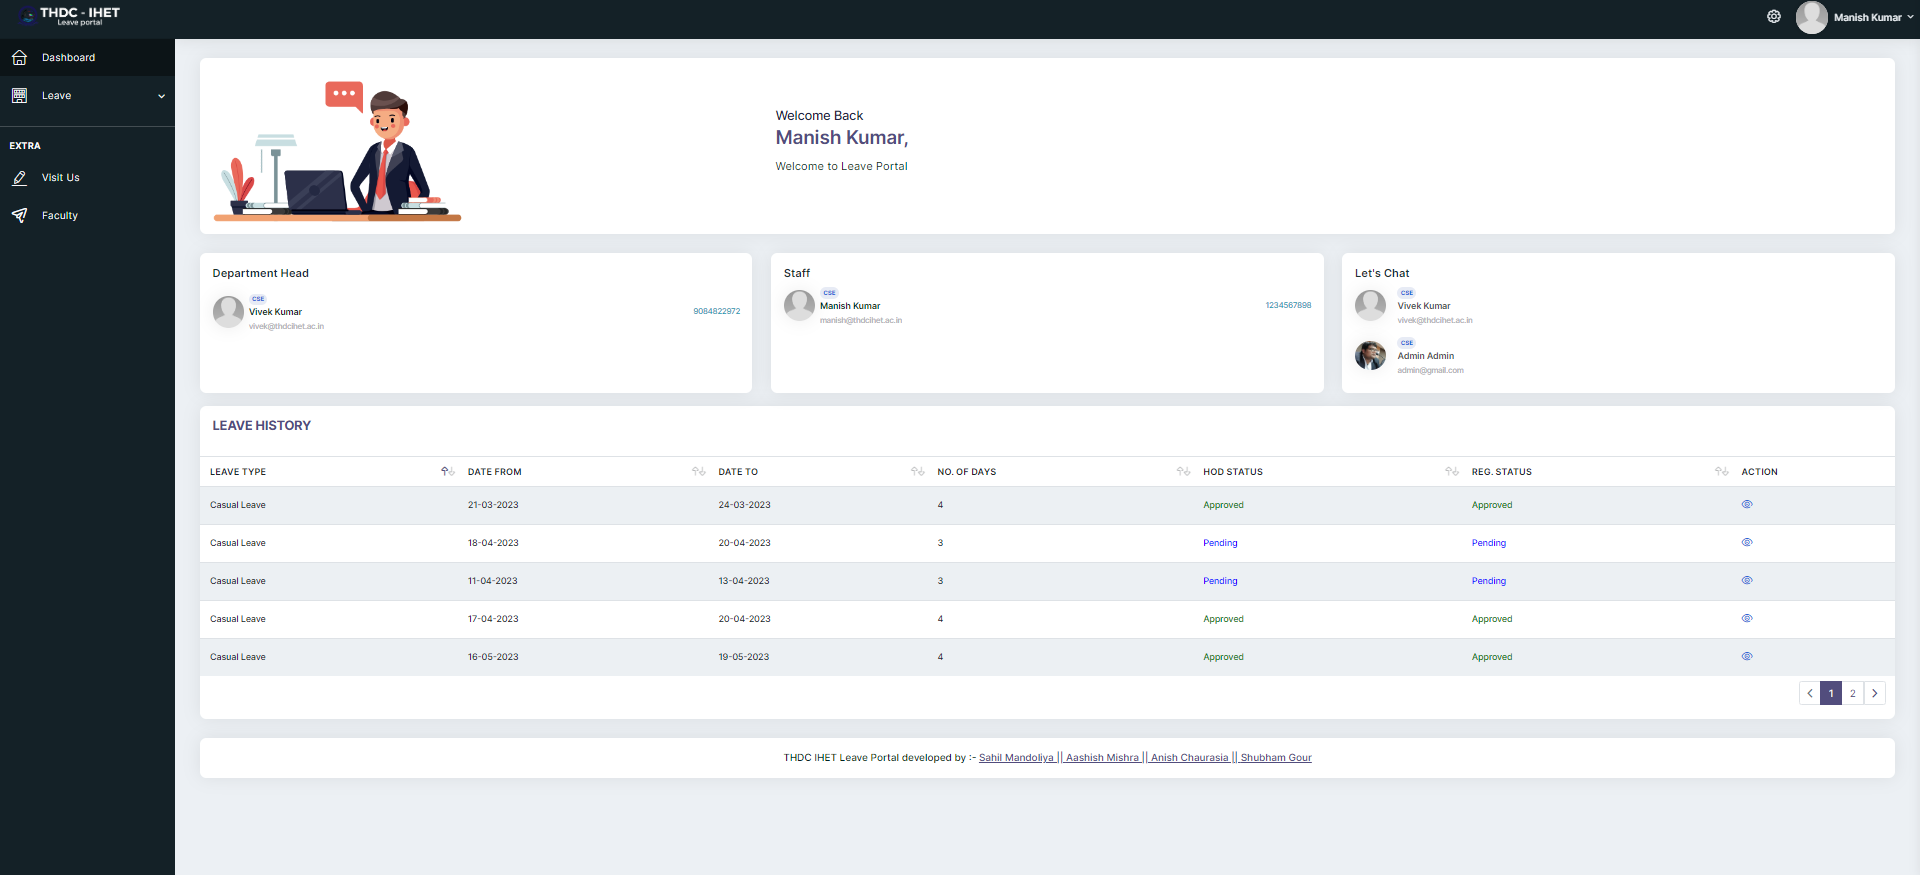 THDC - IHET
Leave portal
Manish Kumar
Dashboard
Leave
EXTRA
Visit Us
Faculty
Welcome Back
Manish Kumar,
Welcome to Leave Portal
Department Head
CSE
Vivek Kumar
9084822972
vivek@thdcihet.ac.in
Staff
CSE
Manish Kumar
1234567898
manish@thdcihet.ac.in
Let's Chat
CSE
Vivek Kumar
vivek@thdcihet.ac.in
CSE
Admin Admin
admin@gmail.com
LEAVE HISTORY
LEAVE TYPE DATE FROM DATE TO NO. OF DAYS HOD STATUS REG. STATUS ACTION
Casual Leave 21-03-2023 24-03-2023 4 Approved Approved
Casual Leave 18-04-2023 20-04-2023 3 Pending Pending
Casual Leave 11-04-2023 13-04-2023 3 Pending Pending
Casual Leave 17-04-2023 20-04-2023 4 Approved Approved
Casual Leave 16-05-2023 19-05-2023 4 Approved Approved
1 2
THDC IHET Leave Portal developed by :- Sahil Mandoliya || Aashish Mishra || Anish Chaurasia || Shubham Gour